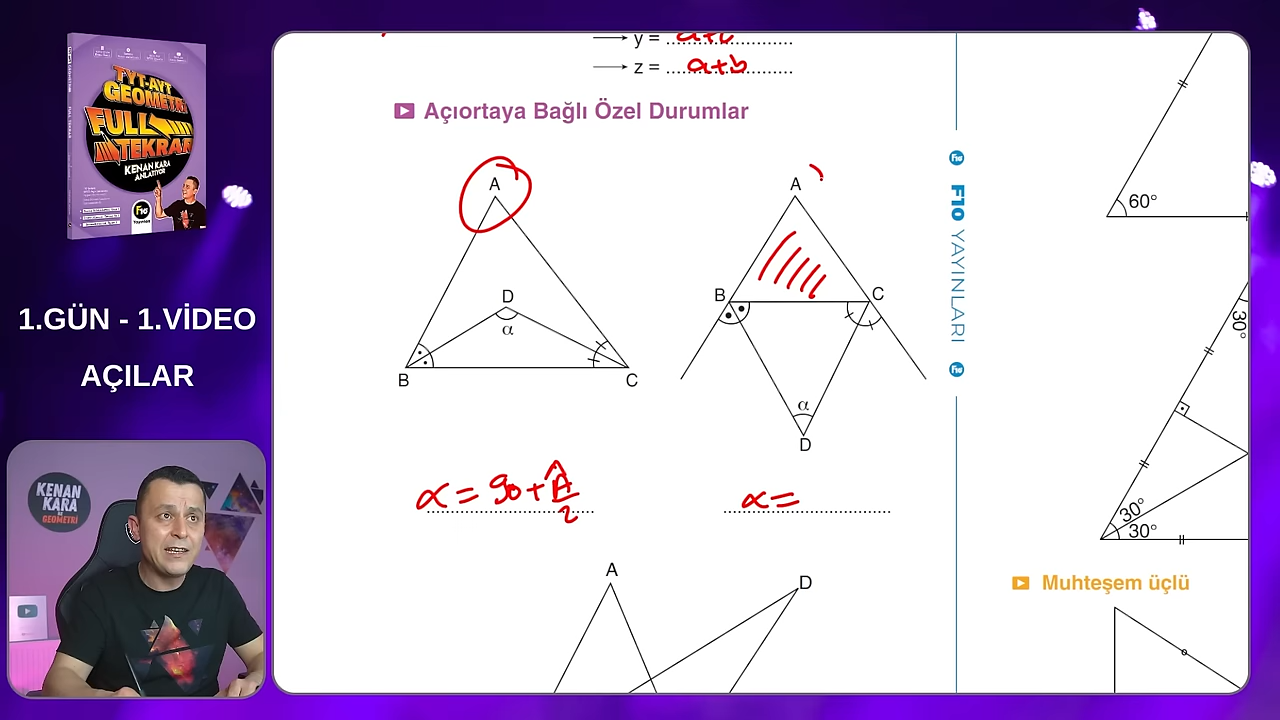 TYT-AYT
GEOMETRİ
FULL
TEKRAR
KENAN KARA
ANLATIYOR
F10
1.GÜN - 1.VİDEO
AÇILAR
KENAN
KARA
GEOMETRİ
y = ........................... a+b
z = ........................... a+b
Açıortaya Bağlı Özel Durumlar
A
D
α
B
C
α = 90 + Â/2
A
B
C
α
D
α =
A
D
F10 YAYINLARI
60°
30°
30°
30°
Muhteşem üçlü